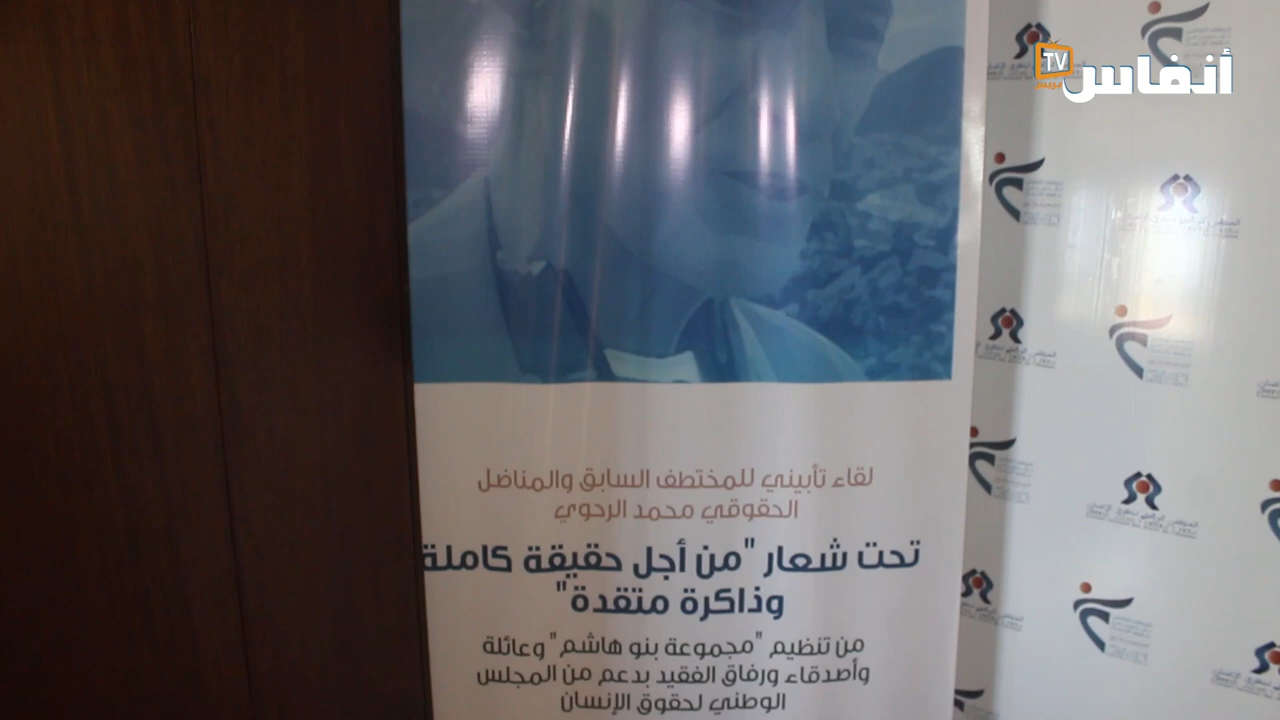 أنفاس
TV
بريس
لقاء تأبيني للمختطف السابق والمناضل
الحقوقي محمد الرحوي
تحت شعار "من أجل حقيقة كاملة
وذاكرة متقدة"
من تنظيم "مجموعة بنو هاشم" وعائلة
وأصدقاء ورفاق الفقيد بدعم من المجلس
الوطني لحقوق الإنسان